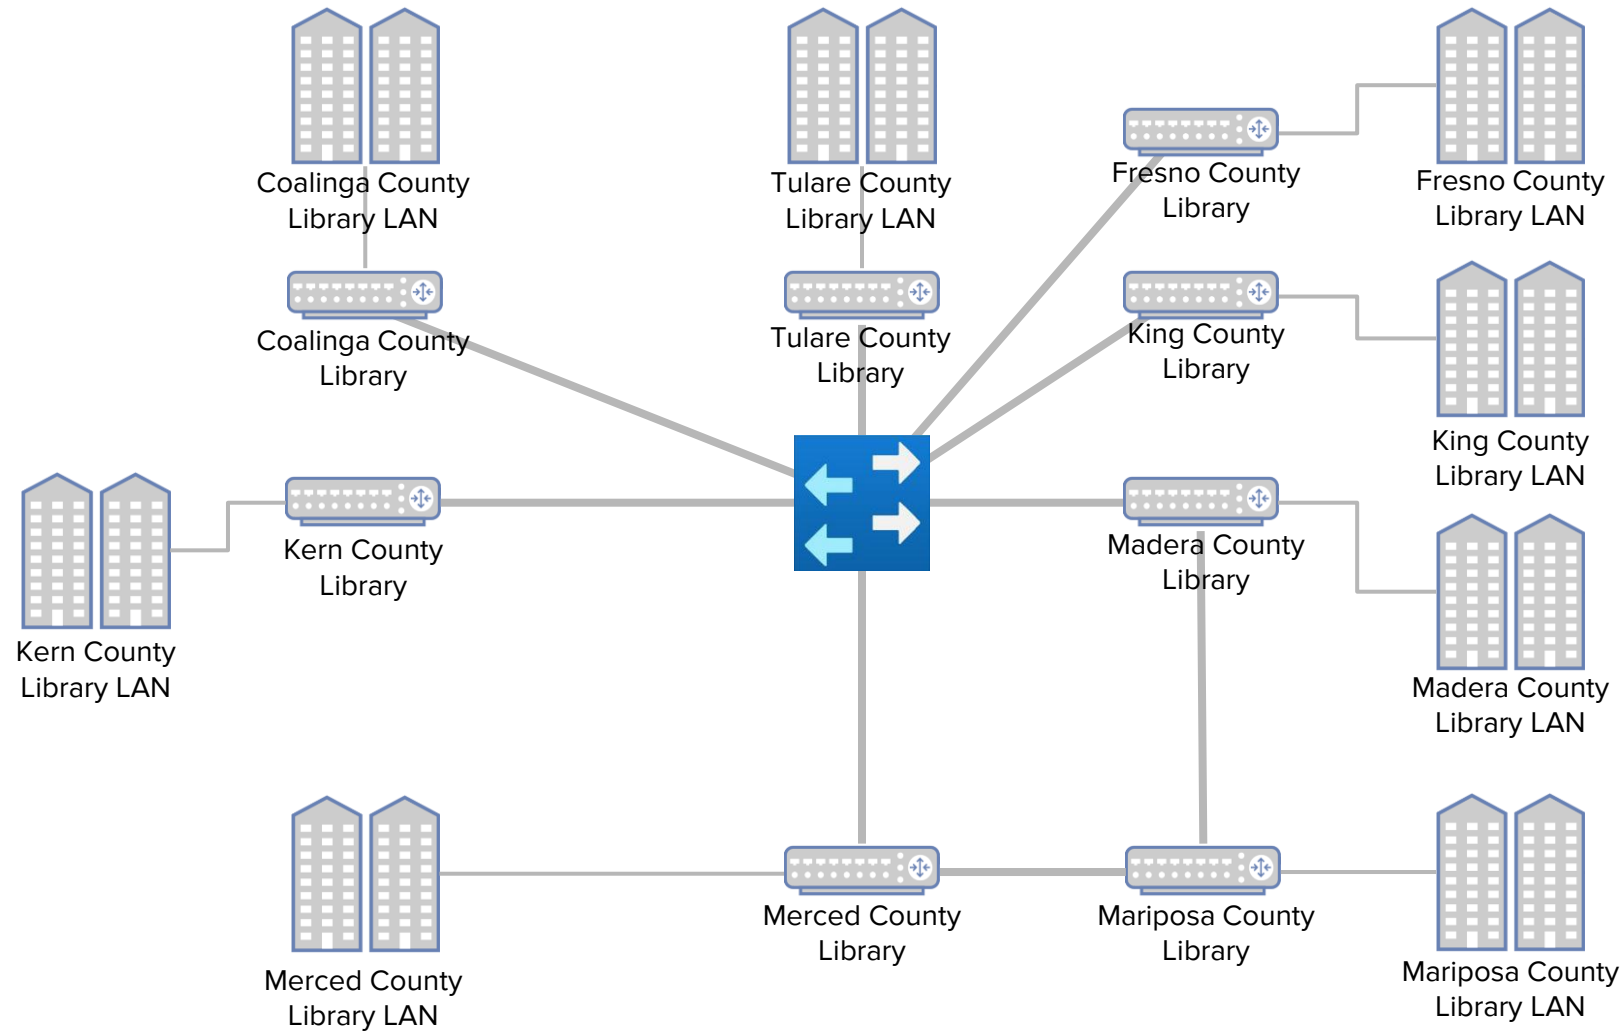 Coalinga County
Library LAN
Tulare County
Library LAN
Fresno County
Library
Fresno County
Library LAN
Coalinga County
Library
Tulare County
Library
King County
Library
King County
Library LAN
Kern County
Library
Madera County
Library
Kern County
Library LAN
Madera County
Library LAN
Merced County
Library
Mariposa County
Library
Merced County
Library LAN
Mariposa County
Library LAN